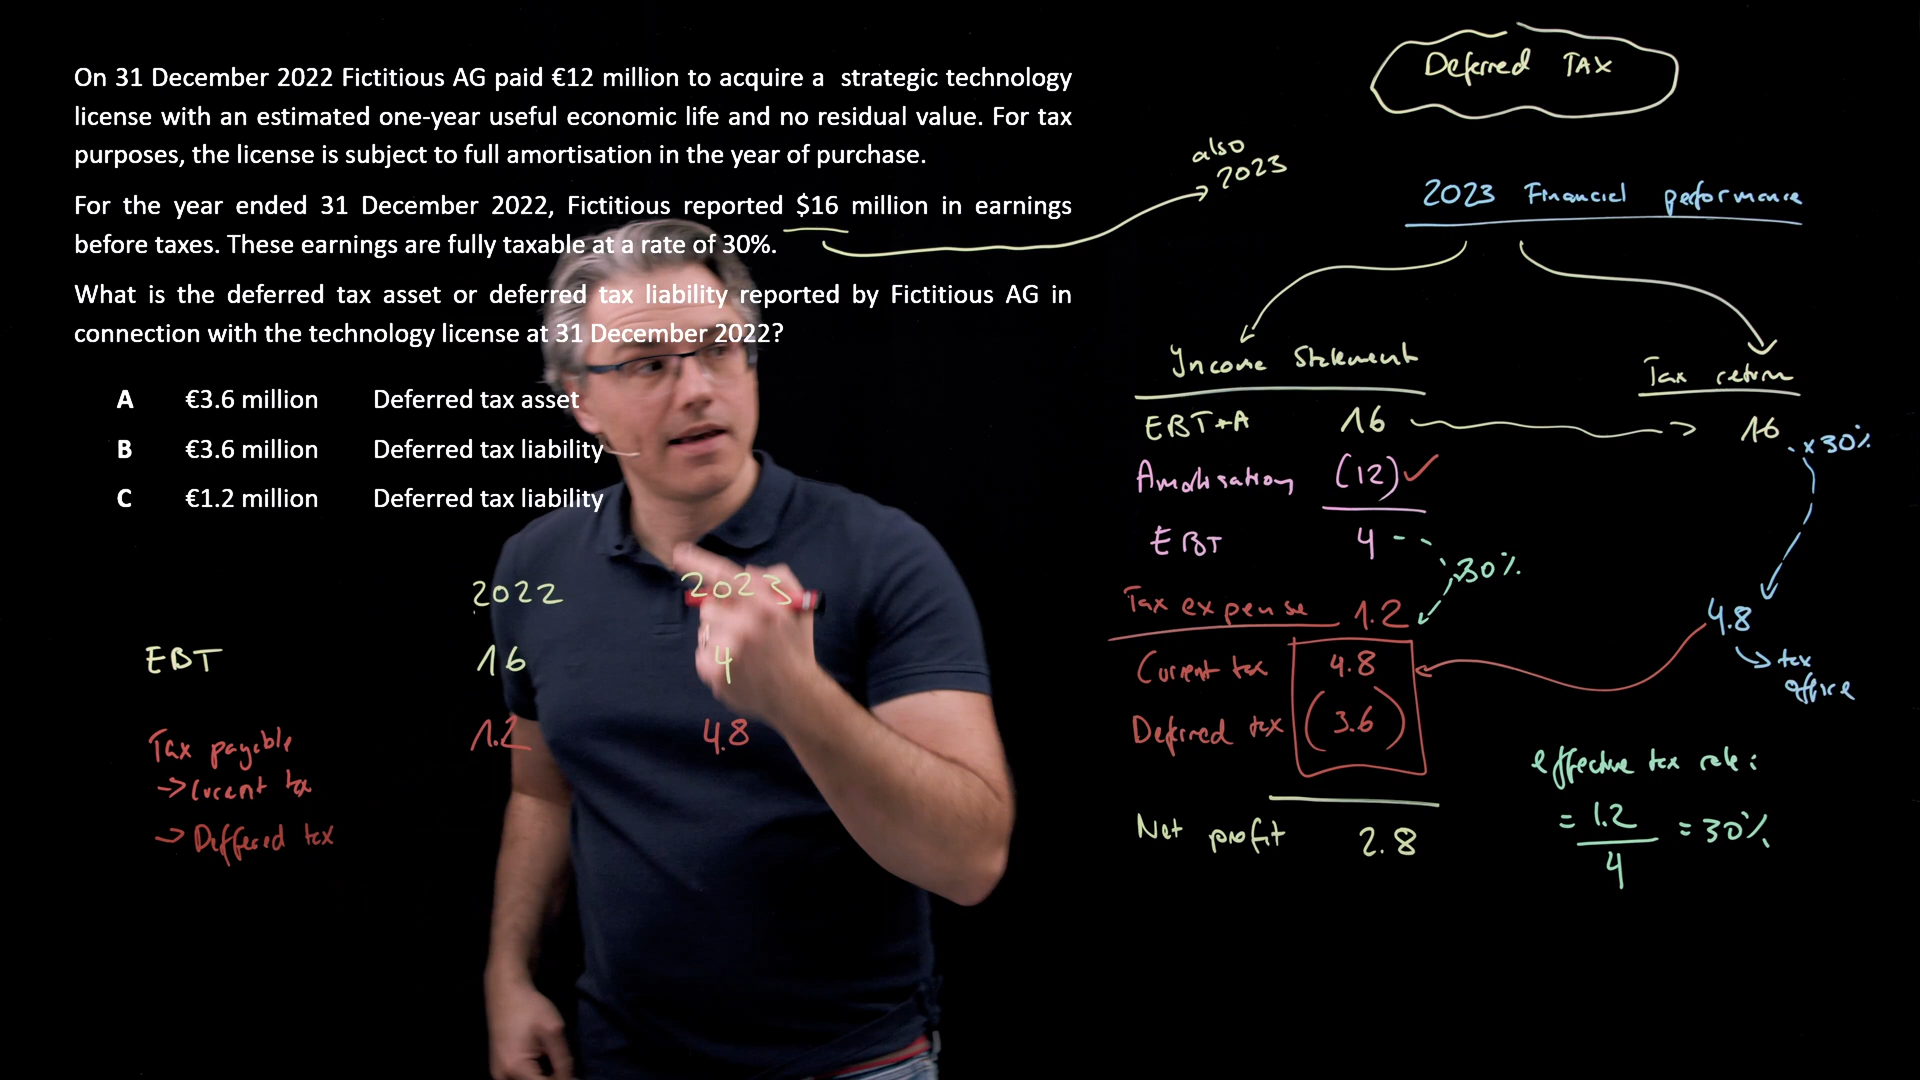 On 31 December 2022 Fictitious AG paid €12 million to acquire a strategic technology
license with an estimated one-year useful economic life and no residual value. For tax
purposes, the license is subject to full amortisation in the year of purchase.
For the year ended 31 December 2022, Fictitious reported $16 million in earnings
before taxes. These earnings are fully taxable at a rate of 30%.
What is the deferred tax asset or deferred tax liability reported by Fictitious AG in
connection with the technology license at 31 December 2022?
A €3.6 million Deferred tax asset
B €3.6 million Deferred tax liability
C €1.2 million Deferred tax liability
2022 2023
EBT 16 4
Tax payable 1.2 4.8
→ Current tax
→ Deffered tax
Deferred TAX
also
2023
2023 Financial performance
Income Statement Tax return
EBT+A 16 16 x30%
Amortisation (12) ✓
EBT 4
30%
Tax expense 1.2 4.8
Current tax 4.8 → tax
office
Deferred tax (3.6)
Net profit 2.8
effective tax rate:
= 1.2
4 = 30%